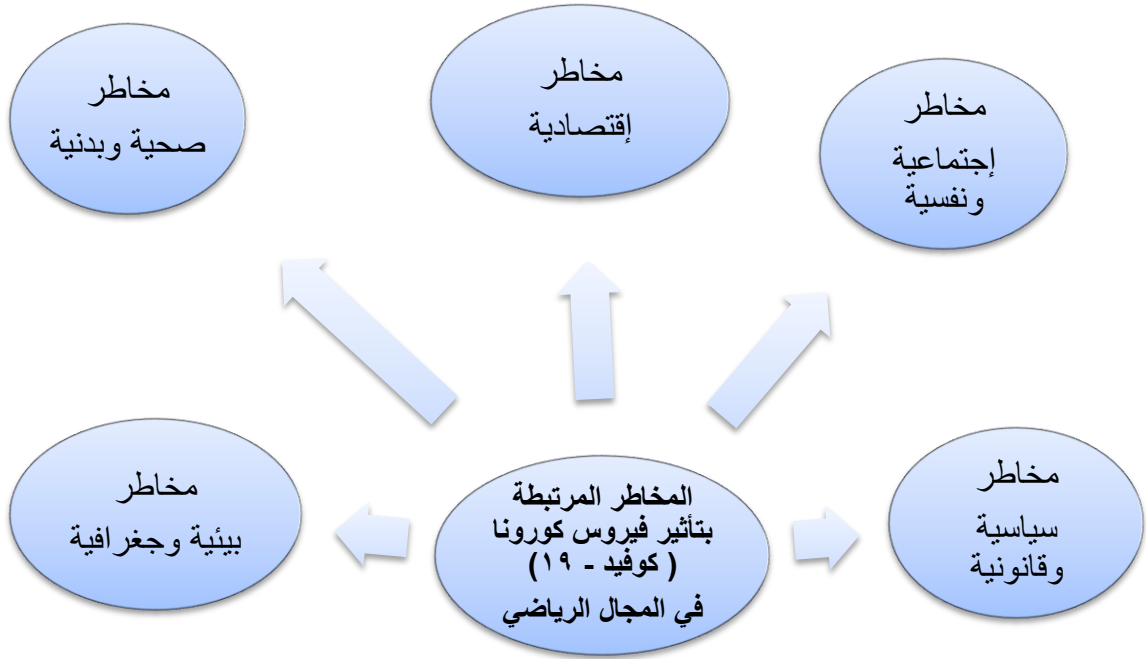 مخاطر
إجتماعية
ونفسية
مخاطر
إقتصادية
مخاطر
صحية وبدنية
مخاطر
سياسية
وقانونية
المخاطر المرتبطة
بتأثير فيروس كورونا
( كوفيد - ١٩)
في المجال الرياضي
مخاطر
بيئية وجغرافية